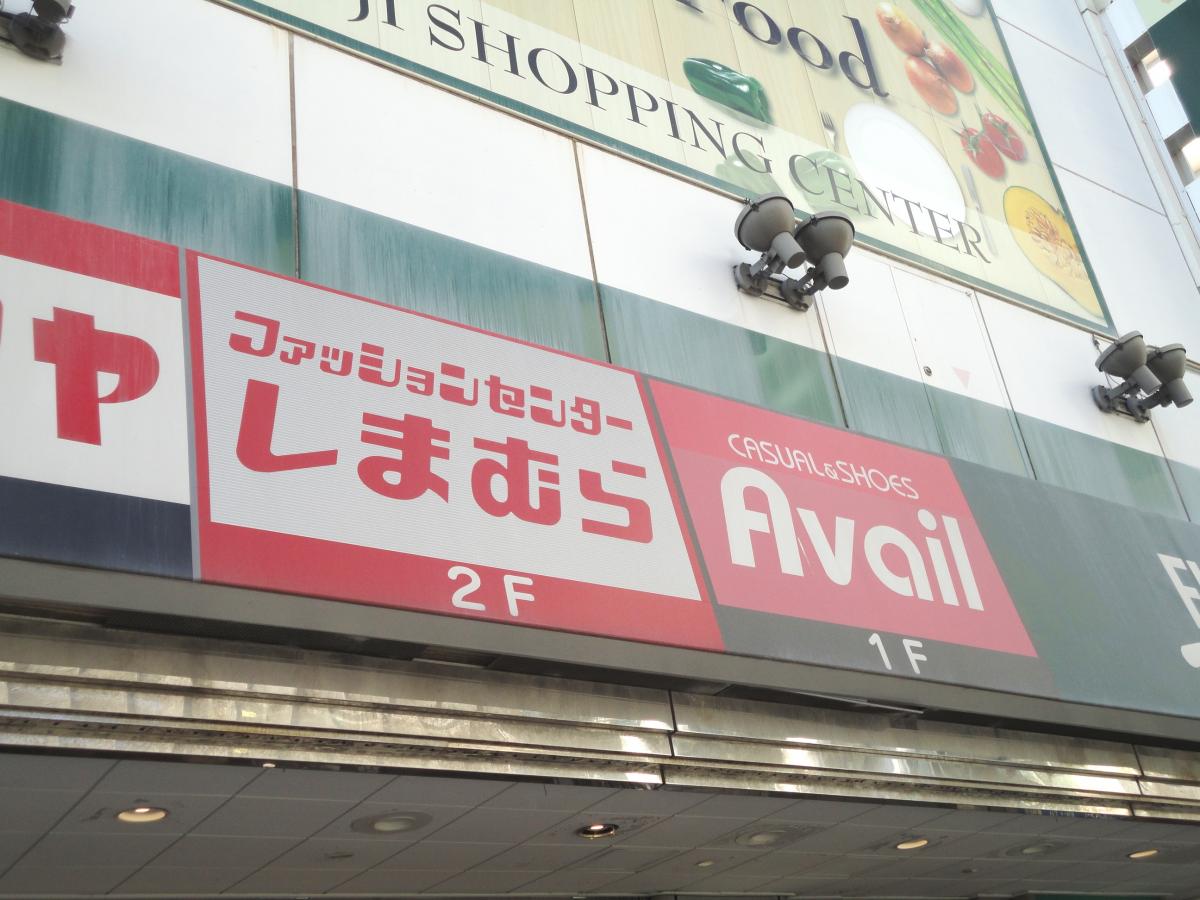 Food
JI SHOPPING CENTER
ヤ
ファッションセンター
しまむら
2F
CASUAL&SHOES
Avail
1F